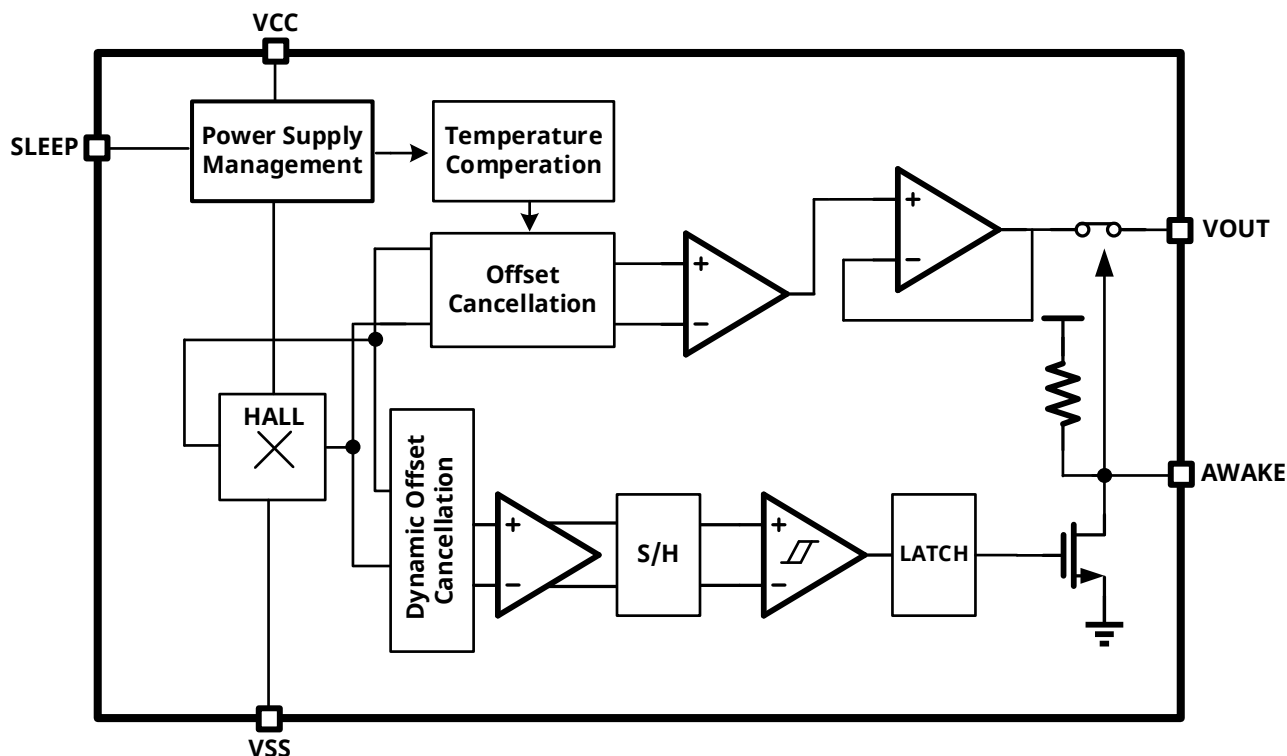 VCC
SLEEP
Power Supply
Management
Temperature
Comperation
Offset
Cancellation
+
−
+
−
VOUT
HALL
AWAKE
Dynamic Offset
Cancellation
+
−
S/H
+
−
LATCH
VSS